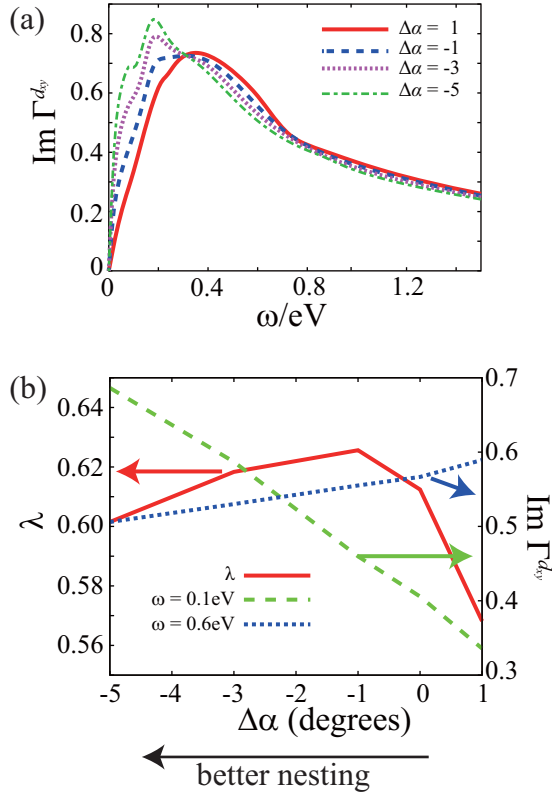 (a)
0.8
0.6
0.4
0.2
0
Im Γ^{d_{xy}}
Δα = 1
Δα = -1
Δα = -3
Δα = -5
0 0.4 0.8 1.2
ω/eV
(b)
0.64
0.62
0.60
0.58
0.56
λ
0.7
0.6
0.5
0.4
0.3
Im Γ^{d_{xy}}
λ
ω = 0.1eV
ω = 0.6eV
-5 -4 -3 -2 -1 0 1
Δα (degrees)
better nesting